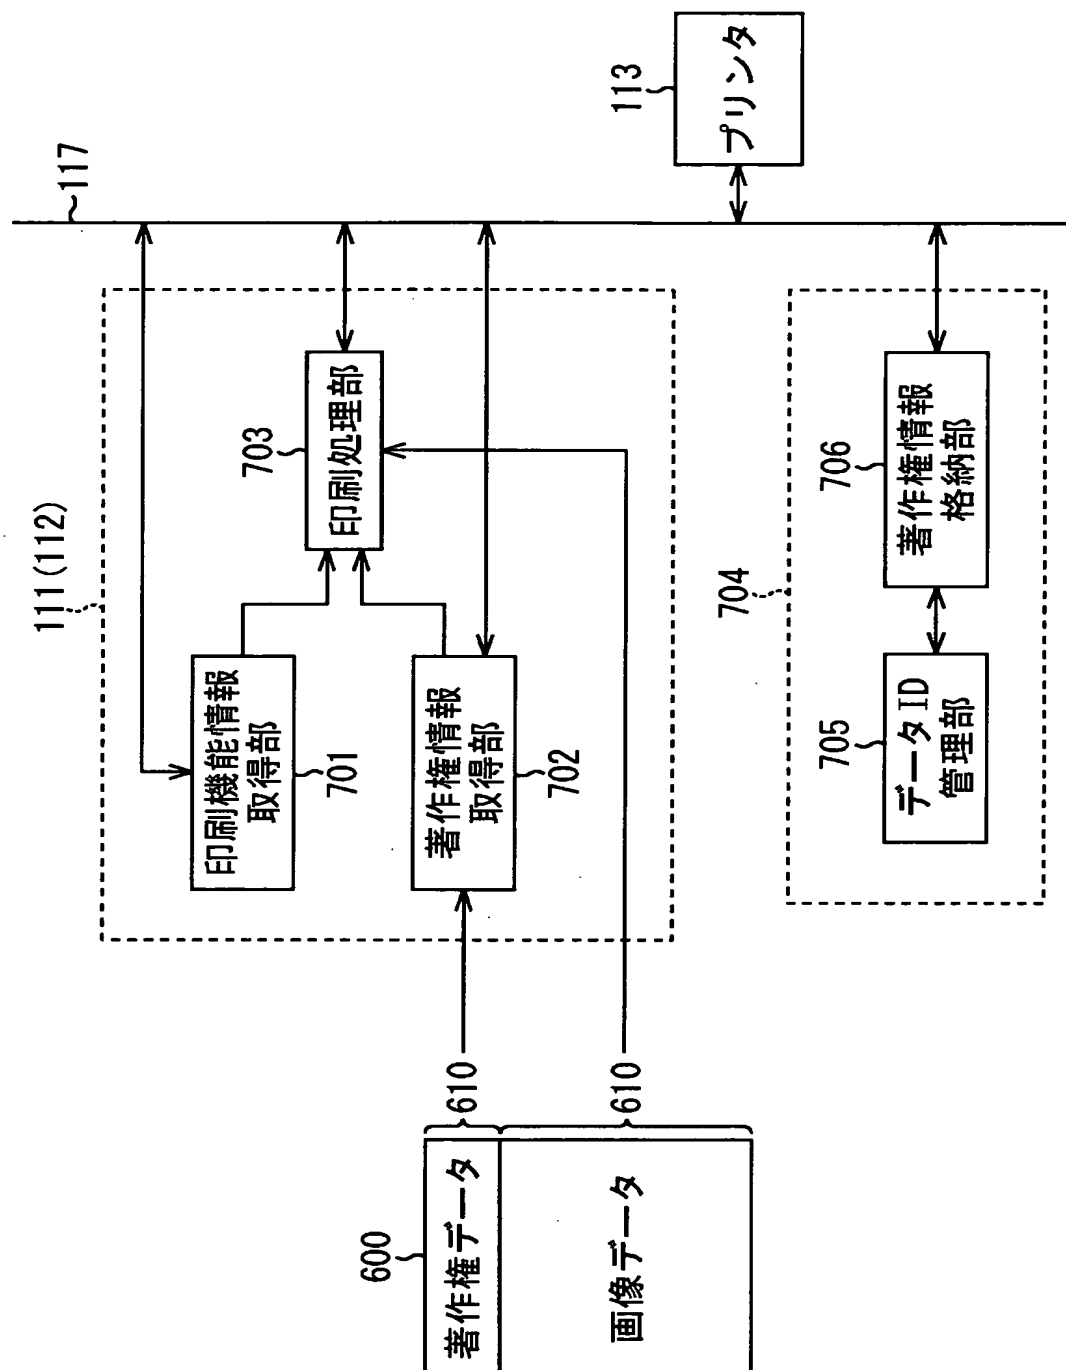 600
著作権データ
画像データ
610
610
111(112)
印刷機能情報
取得部
701
著作権情報
取得部
702
703
印刷処理部
117
113
プリンタ
704
705
データID
管理部
706
著作権情報
格納部